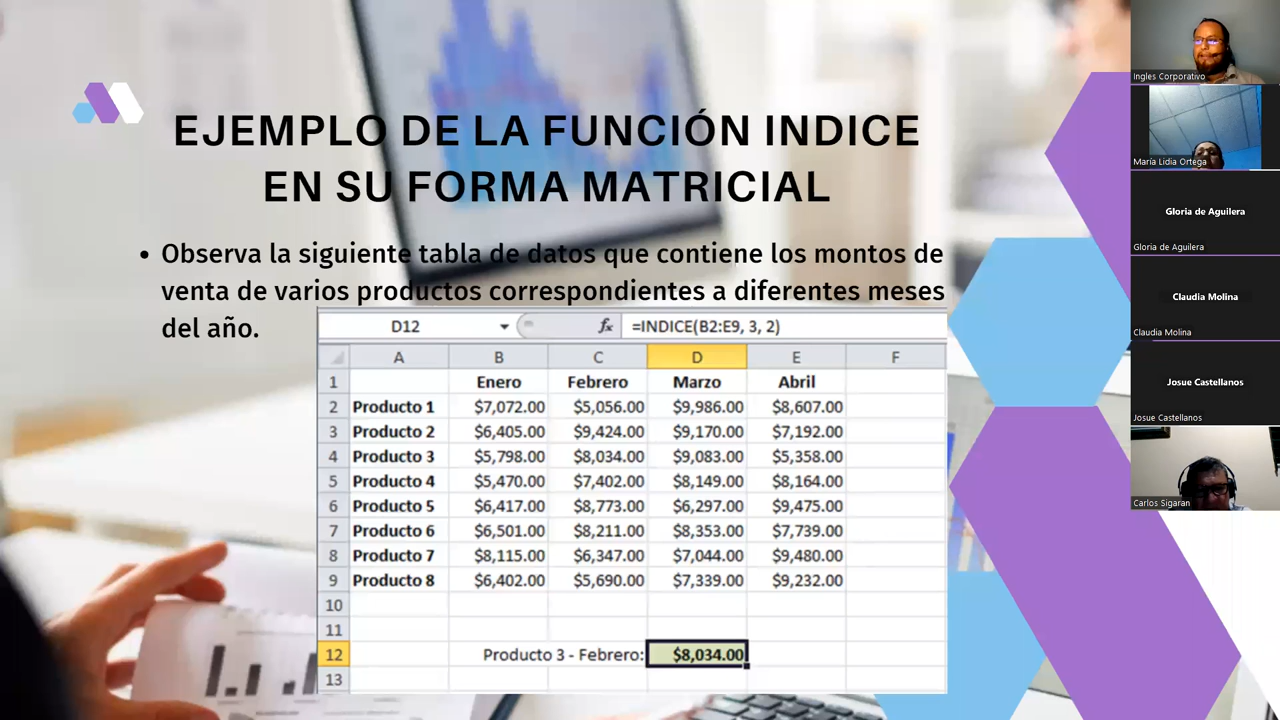 EJEMPLO DE LA FUNCIÓN INDICE
EN SU FORMA MATRICIAL
• Observa la siguiente tabla de datos que contiene los montos de
venta de varios productos correspondientes a diferentes meses
del año.
D12 fx =INDICE(B2:E9, 3, 2)
A B C D E F
1 Enero Febrero Marzo Abril
2 Producto 1 $7,072.00 $5,056.00 $9,986.00 $8,607.00
3 Producto 2 $6,405.00 $9,424.00 $9,170.00 $7,192.00
4 Producto 3 $5,798.00 $8,034.00 $9,083.00 $5,358.00
5 Producto 4 $5,470.00 $7,402.00 $8,149.00 $8,164.00
6 Producto 5 $6,417.00 $8,773.00 $6,297.00 $9,475.00
7 Producto 6 $6,501.00 $8,211.00 $8,353.00 $7,739.00
8 Producto 7 $8,115.00 $6,347.00 $7,044.00 $9,480.00
9 Producto 8 $6,402.00 $5,690.00 $7,339.00 $9,232.00
10
11
12 Producto 3 - Febrero: $8,034.00
13
Ingles Corporativo
María Lidia Ortega
Gloria de Aguilera
Gloria de Aguilera
Claudia Molina
Claudia Molina
Josue Castellanos
Josue Castellanos
Carlos Sigaran